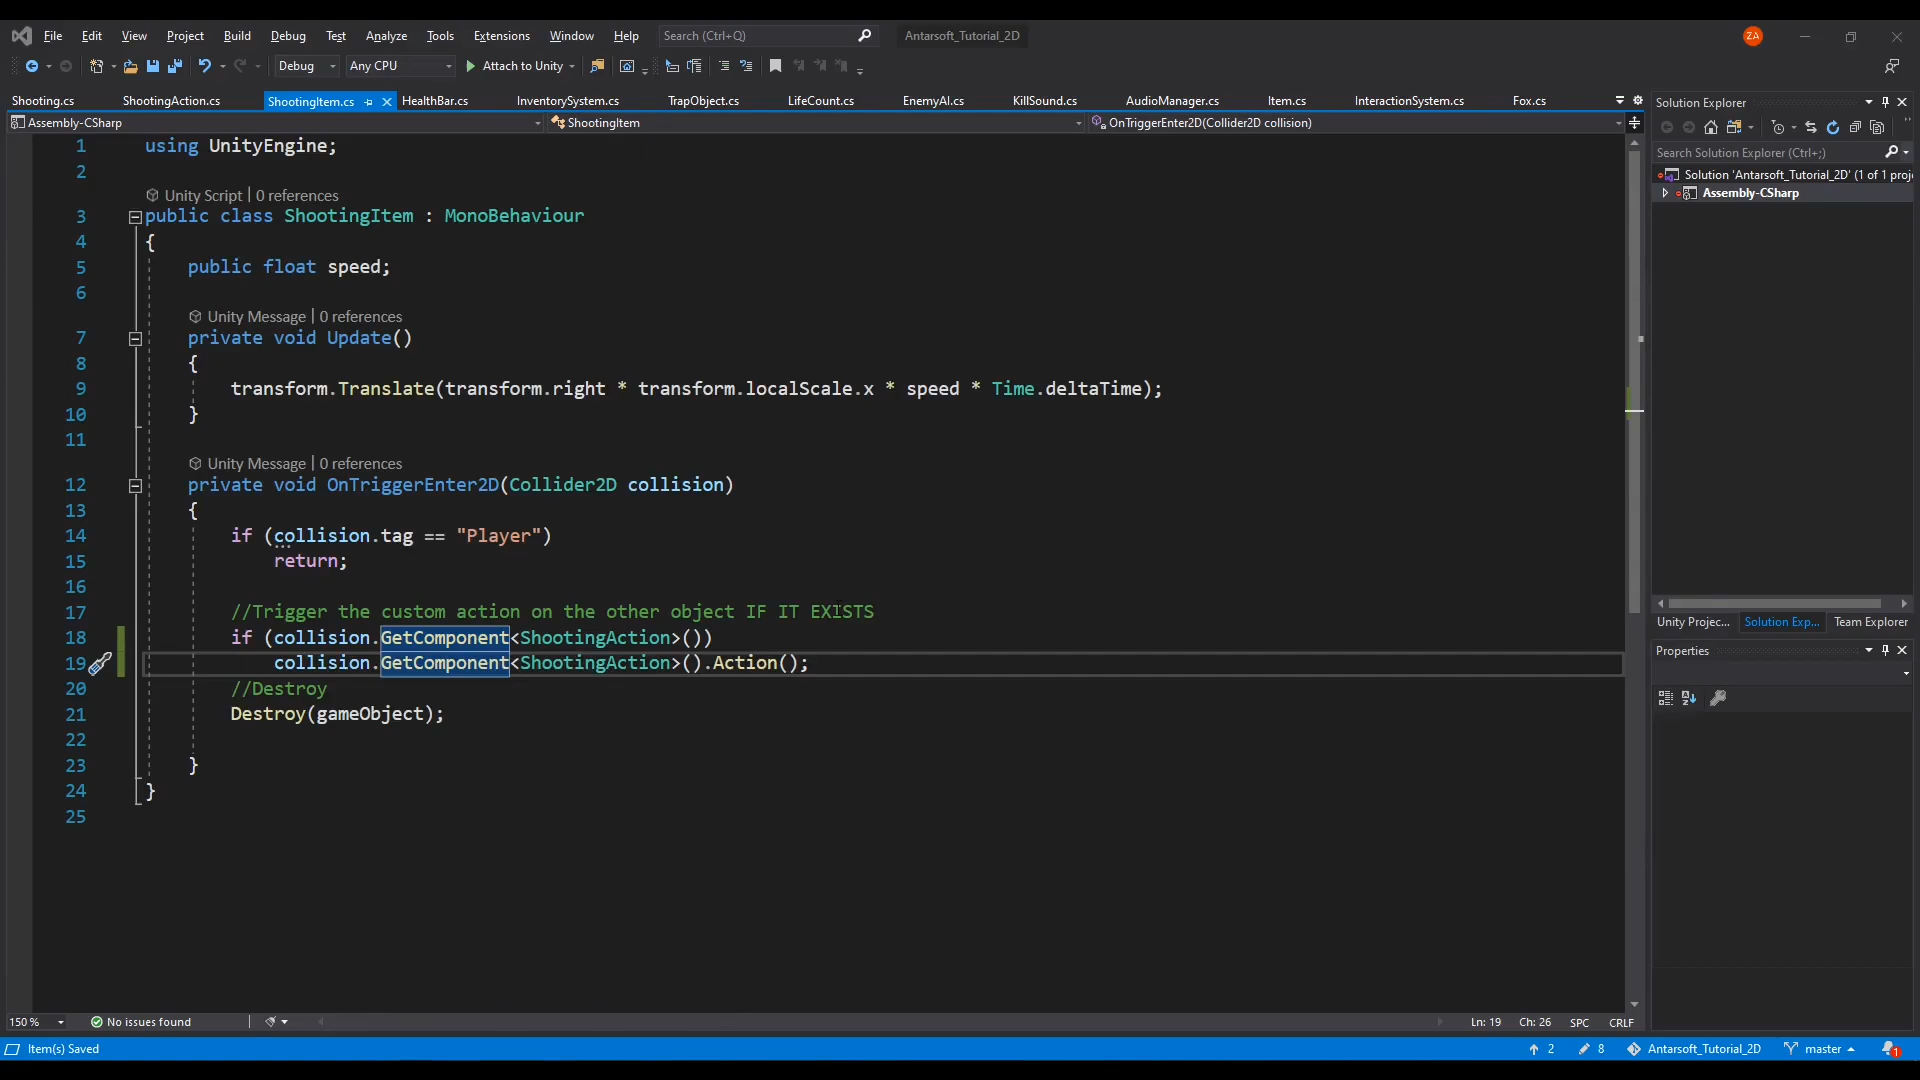 File Edit View Project Build Debug Test Analyze Tools Extensions Window Help Search (Ctrl+Q) Antarsoft_Tutorial_2D ZA
Debug Any CPU Attach to Unity
Shooting.cs ShootingAction.cs ShootingItem.cs HealthBar.cs InventorySystem.cs TrapObject.cs LifeCount.cs EnemyAI.cs KillSound.cs AudioManager.cs Item.cs InteractionSystem.cs Fox.cs
Assembly-CSharp ShootingItem OnTriggerEnter2D(Collider2D collision)
1 using UnityEngine;
2
Unity Script | 0 references
3 public class ShootingItem : MonoBehaviour
4 {
5 public float speed;
6
Unity Message | 0 references
7 private void Update()
8 {
9 transform.Translate(transform.right * transform.localScale.x * speed * Time.deltaTime);
10 }
11
Unity Message | 0 references
12 private void OnTriggerEnter2D(Collider2D collision)
13 {
14 if (collision.tag == "Player")
15 return;
16
17 //Trigger the custom action on the other object IF IT EXISTS
18 if (collision.GetComponent<ShootingAction>())
19 collision.GetComponent<ShootingAction>().Action();
20 //Destroy
21 Destroy(gameObject);
22
23 }
24 }
25
150 % No issues found Ln: 19 Ch: 26 SPC CRLF
Solution Explorer
Search Solution Explorer (Ctrl+;)
Solution 'Antarsoft_Tutorial_2D' (1 of 1 proj
Assembly-CSharp
Unity Projec... Solution Exp... Team Explorer
Properties
Item(s) Saved 2 8 Antarsoft_Tutorial_2D master 1